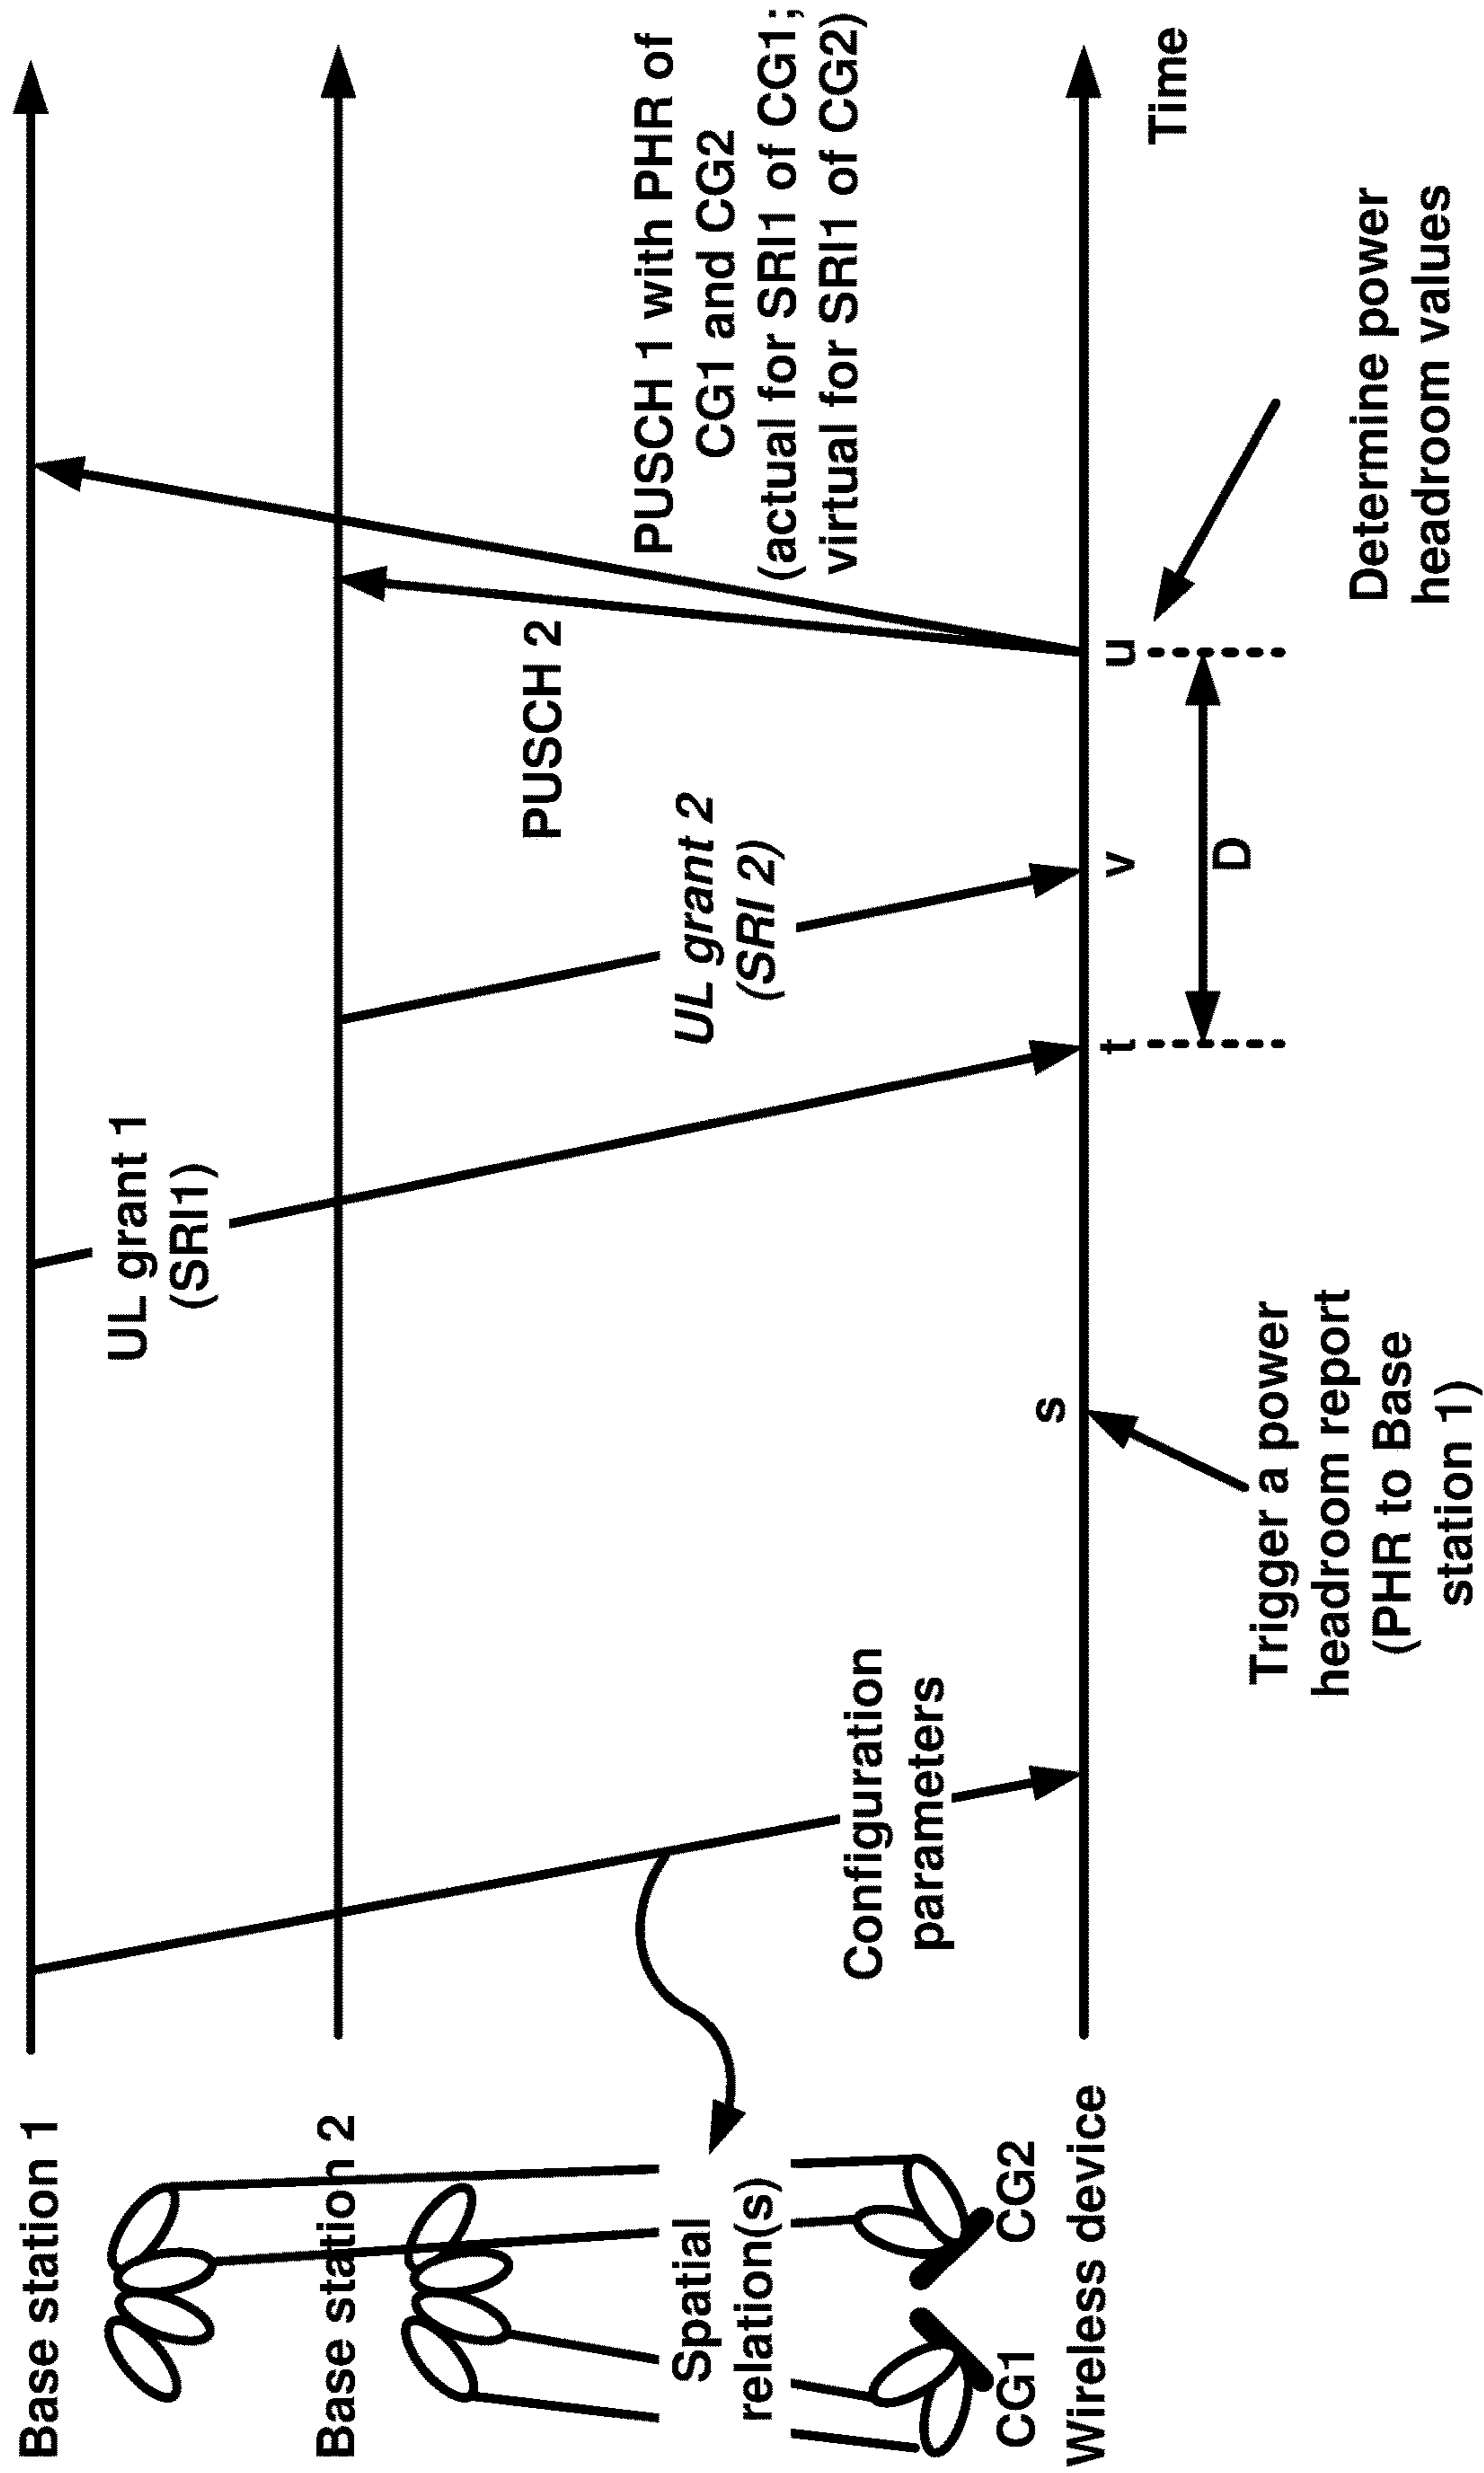 Base station 1
Base station 2
Spatial
relation(s)
CG1
CG2
Wireless device
Configuration
parameters
Trigger a power
headroom report
(PHR to Base
station 1)
s
UL grant 1
(SRI1)
t
UL grant 2
(SRI 2)
v
D
u
PUSCH 2
PUSCH 1 with PHR of
CG1 and CG2
(actual for SRI1 of CG1;
virtual for SRI1 of CG2)
Determine power
headroom values
Time